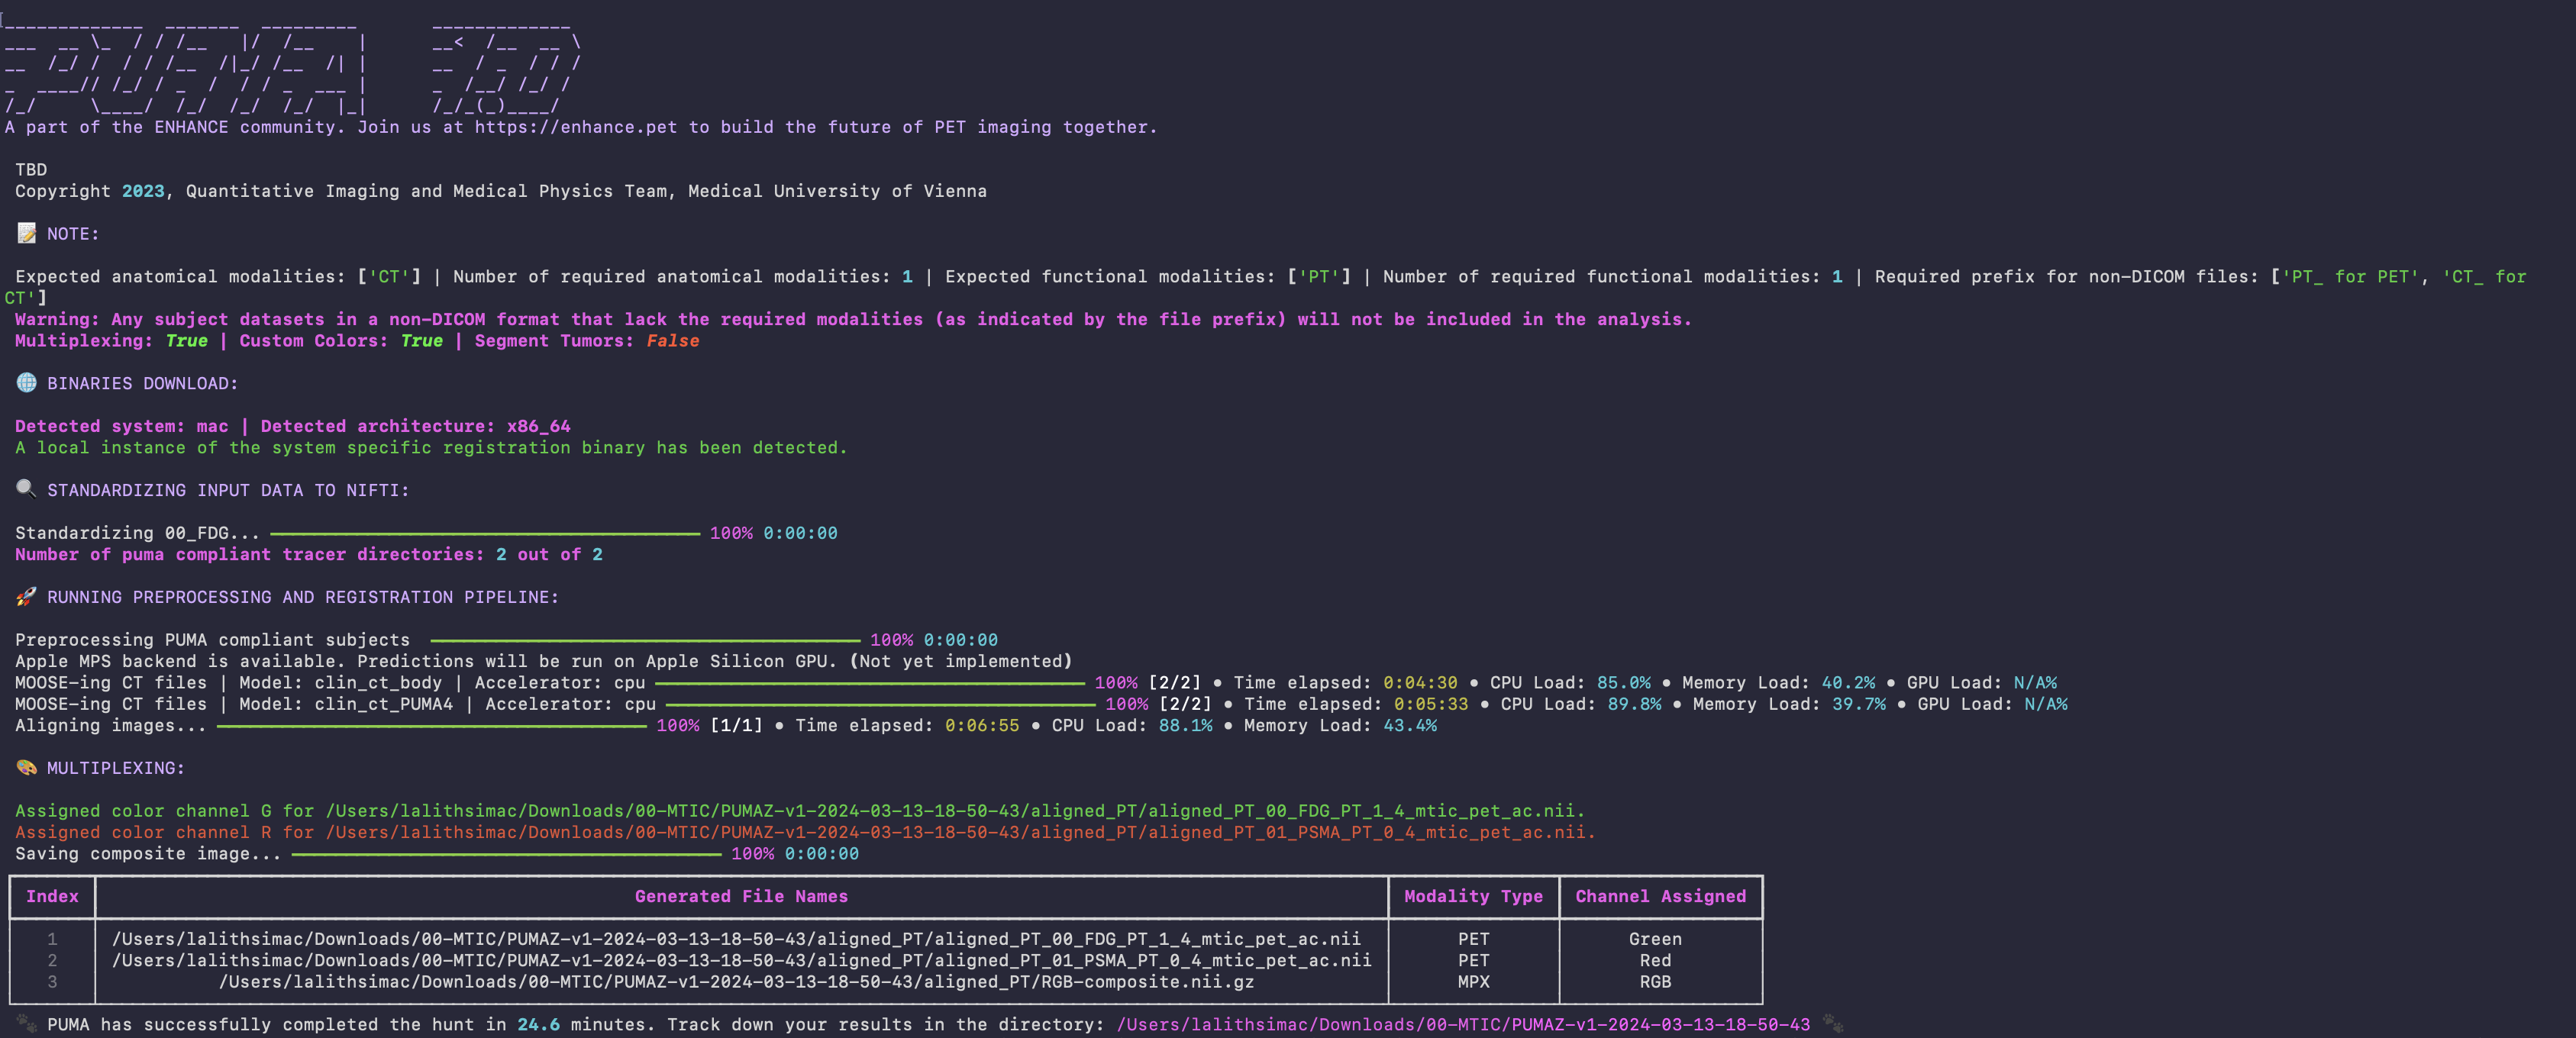 _____________  _______  _________       _____________
___  __ \_  / / /__   |/  /__    |      __<  /__  __ \
__  /_/ /  / / / /__  /|_/ /__  /| |      __  / _  / / /
_  ____// /_/ / _  /  / / _  ___ |      _  /__/ /_/ /
/_/     \____/  /_/  /_/  /_/  |_|      /_/_(_)____/
A part of the ENHANCE community. Join us at https://enhance.pet to build the future of PET imaging together.
TBD
Copyright 2023, Quantitative Imaging and Medical Physics Team, Medical University of Vienna
📝 NOTE:
Expected anatomical modalities: ['CT'] | Number of required anatomical modalities: 1 | Expected functional modalities: ['PT'] | Number of required functional modalities: 1 | Required prefix for non-DICOM files: ['PT_ for PET', 'CT_ for
CT']
Warning: Any subject datasets in a non-DICOM format that lack the required modalities (as indicated by the file prefix) will not be included in the analysis.
Multiplexing: True | Custom Colors: True | Segment Tumors: False
🌐 BINARIES DOWNLOAD:
Detected system: mac | Detected architecture: x86_64
A local instance of the system specific registration binary has been detected.
🔍 STANDARDIZING INPUT DATA TO NIFTI:
Standardizing 00_FDG... 100% 0:00:00
Number of puma compliant tracer directories: 2 out of 2
🚀 RUNNING PREPROCESSING AND REGISTRATION PIPELINE:
Preprocessing PUMA compliant subjects 100% 0:00:00
Apple MPS backend is available. Predictions will be run on Apple Silicon GPU. (Not yet implemented)
MOOSE-ing CT files | Model: clin_ct_body | Accelerator: cpu 100% [2/2] • Time elapsed: 0:04:30 • CPU Load: 85.0% • Memory Load: 40.2% • GPU Load: N/A%
MOOSE-ing CT files | Model: clin_ct_PUMA4 | Accelerator: cpu 100% [2/2] • Time elapsed: 0:05:33 • CPU Load: 89.8% • Memory Load: 39.7% • GPU Load: N/A%
Aligning images... 100% [1/1] • Time elapsed: 0:06:55 • CPU Load: 88.1% • Memory Load: 43.4%
🎨 MULTIPLEXING:
Assigned color channel G for /Users/lalithsimac/Downloads/00-MTIC/PUMAZ-v1-2024-03-13-18-50-43/aligned_PT/aligned_PT_00_FDG_PT_1_4_mtic_pet_ac.nii.
Assigned color channel R for /Users/lalithsimac/Downloads/00-MTIC/PUMAZ-v1-2024-03-13-18-50-43/aligned_PT/aligned_PT_01_PSMA_PT_0_4_mtic_pet_ac.nii.
Saving composite image... 100% 0:00:00
Index Generated File Names Modality Type Channel Assigned
1 /Users/lalithsimac/Downloads/00-MTIC/PUMAZ-v1-2024-03-13-18-50-43/aligned_PT/aligned_PT_00_FDG_PT_1_4_mtic_pet_ac.nii PET Green
2 /Users/lalithsimac/Downloads/00-MTIC/PUMAZ-v1-2024-03-13-18-50-43/aligned_PT/aligned_PT_01_PSMA_PT_0_4_mtic_pet_ac.nii PET Red
3 /Users/lalithsimac/Downloads/00-MTIC/PUMAZ-v1-2024-03-13-18-50-43/aligned_PT/RGB-composite.nii.gz MPX RGB
🐾 PUMA has successfully completed the hunt in 24.6 minutes. Track down your results in the directory: /Users/lalithsimac/Downloads/00-MTIC/PUMAZ-v1-2024-03-13-18-50-43 🐾